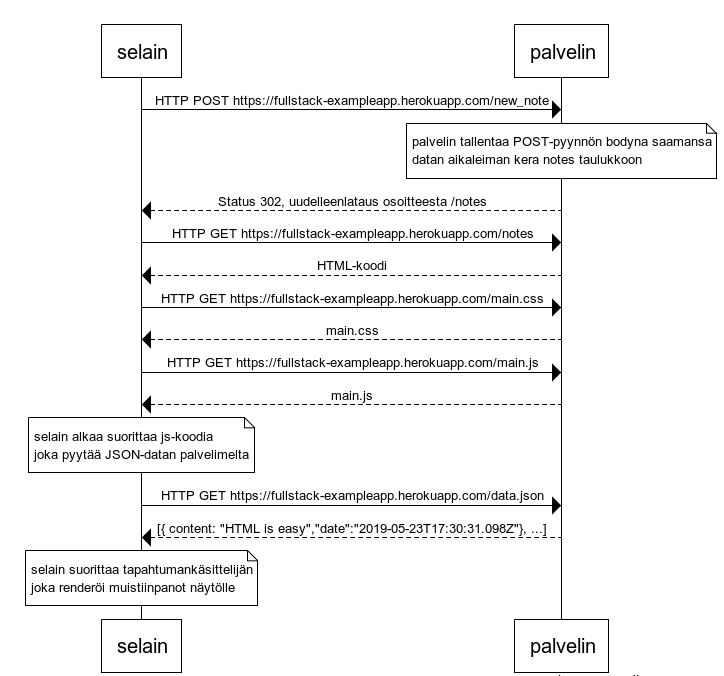 selain palvelin
HTTP POST https://fullstack-exampleapp.herokuapp.com/new_note
palvelin tallentaa POST-pyynnön bodyna saamansa
datan aikaleiman kera notes taulukkoon
Status 302, uudelleenlataus osoitteesta /notes
HTTP GET https://fullstack-exampleapp.herokuapp.com/notes
HTML-koodi
HTTP GET https://fullstack-exampleapp.herokuapp.com/main.css
main.css
HTTP GET https://fullstack-exampleapp.herokuapp.com/main.js
main.js
selain alkaa suorittaa js-koodia
joka pyytää JSON-datan palvelimelta
HTTP GET https://fullstack-exampleapp.herokuapp.com/data.json
[{ content: "HTML is easy","date":"2019-05-23T17:30:31.098Z"}, ...]
selain suorittaa tapahtumankäsittelijän
joka renderöi muistiinpanot näytölle
selain palvelin